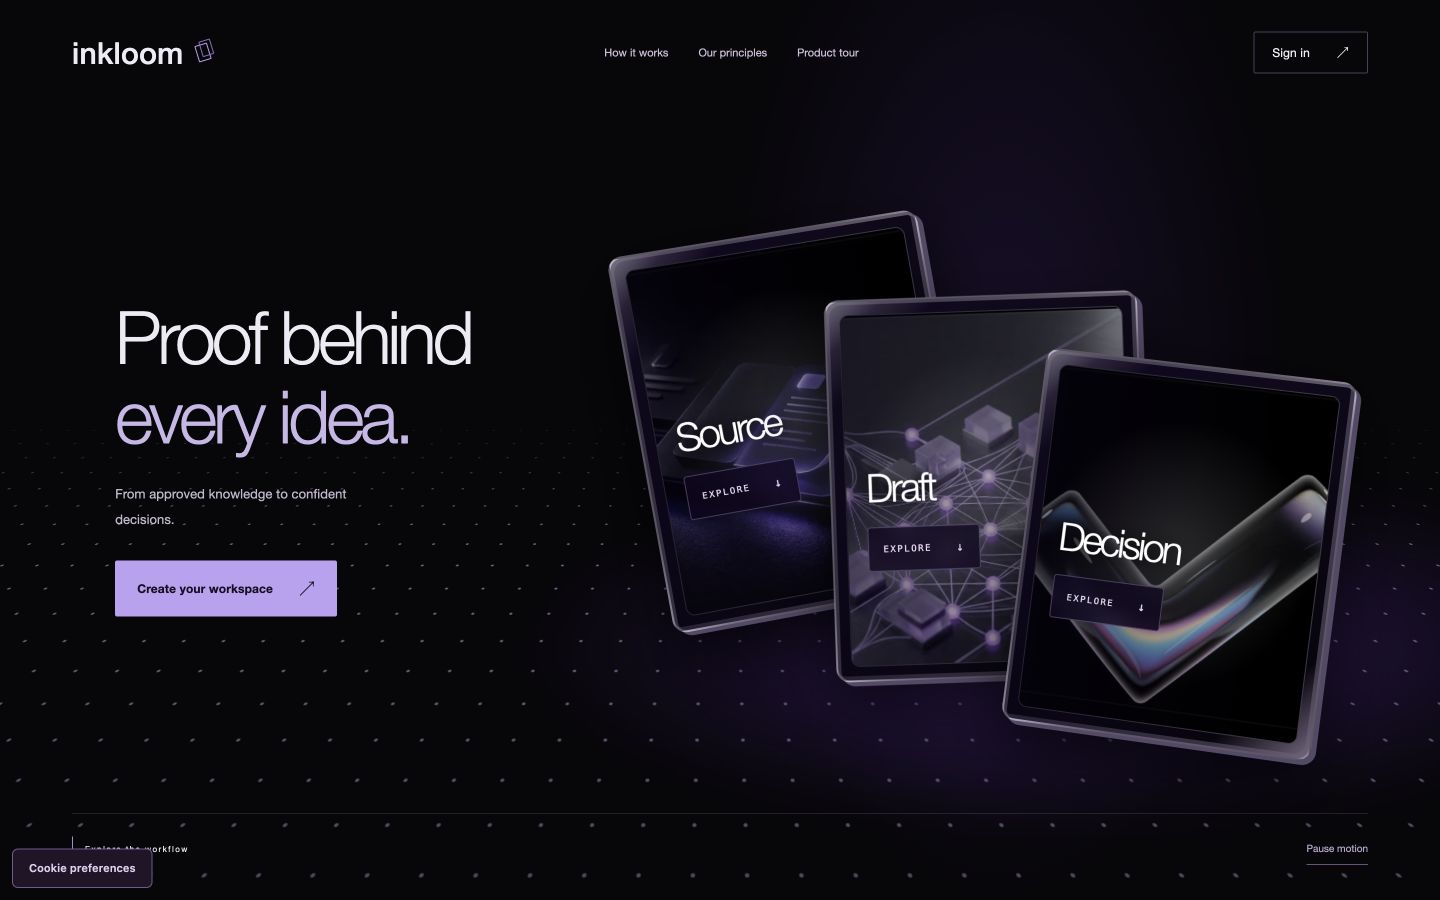 inkloom
How it works
Our principles
Product tour
Sign in
Proof behind
every idea.
From approved knowledge to confident
decisions.
Create your workspace
Source
EXPLORE ↓
Draft
EXPLORE ↓
Decision
EXPLORE ↓
Explore the workflow
Pause motion
Cookie preferences